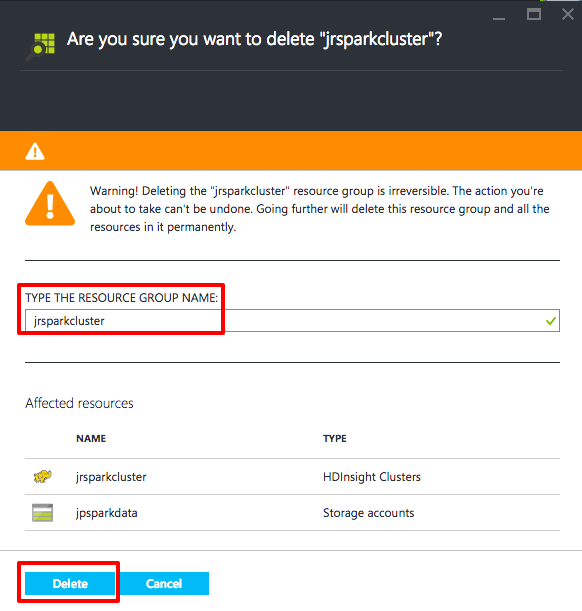 Are you sure you want to delete "jrsparkcluster"?
Warning! Deleting the "jrsparkcluster" resource group is irreversible. The action you're
about to take can't be undone. Going further will delete this resource group and all the
resources in it permanently.
TYPE THE RESOURCE GROUP NAME:
jrsparkcluster
Affected resources
NAME TYPE
jrsparkcluster HDInsight Clusters
jpsparkdata Storage accounts
Delete Cancel